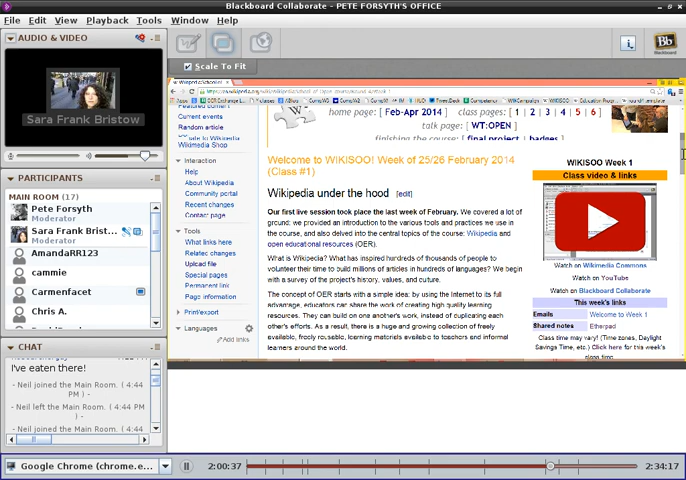 Blackboard Collaborate - PETE FORSYTH'S OFFICE
File Edit View Playback Tools Window Help
AUDIO & VIDEO
Sara Frank Bristow
PARTICIPANTS
MAIN ROOM (17)
Pete Forsyth
Moderator
Sara Frank Brist...
Moderator
AmandaRR123
cammie
Carmenfacet
Chris A.
CHAT
I've eaten there!
- Neil joined the Main Room. ( 4:44
PM ) -
- Neil left the Main Room. ( 4:44
PM ) -
- Neil joined the Main Room. ( 4:44
Scale To Fit
Bb
Current events
Random article
Wikimedia Shop
Interaction
Help
About Wikipedia
Community portal
Recent changes
Contact page
Tools
What links here
Related changes
Upload file
Special pages
Permanent link
Page information
Print/export
Languages
Add links
home page: [ Feb-Apr 2014 ] class pages: [ 1 | 2 | 3 | 4 | 5 | 6 ]
talk page [ WT:OPEN ]
finishing the course: [ final project | badges ]
Welcome to WIKISOO! Week of 25/26 February 2014
(Class #1)
Wikipedia under the hood [edit]
Our first live session took place the last week of February. We covered a lot of
ground; we provided an introduction to the various tools and practices we use in
the course, and also delved into the central topics of the course: Wikipedia and
open educational resources (OER).
What is Wikipedia? What has inspired hundreds of thousands of people to
volunteer their time to build millions of articles in hundreds of languages? We begin
with a survey of the project's history, values, and culture.
The concept of OER starts with a simple idea: by using the Internet to its full
advantage, educators can share the work of creating high quality learning
resources. They can build on one another's work, instead of duplicating each
other's efforts. As a result, there is a huge and growing collection of freely
available, freely reusable, learning materials available to teachers and informal
learners around the world.
WIKISOO Week 1
Class video & links
Watch on Wikimedia Commons
Watch on YouTube
Watch on Blackboard Collaborate
This week's links
Emails Welcome to Week 1
Shared notes Etherpad
Class time may vary! (Time zones, Daylight
Savings Time, etc.) Click here for this week's
class time
Google Chrome (chrome.e...
2:00:37
2:34:17